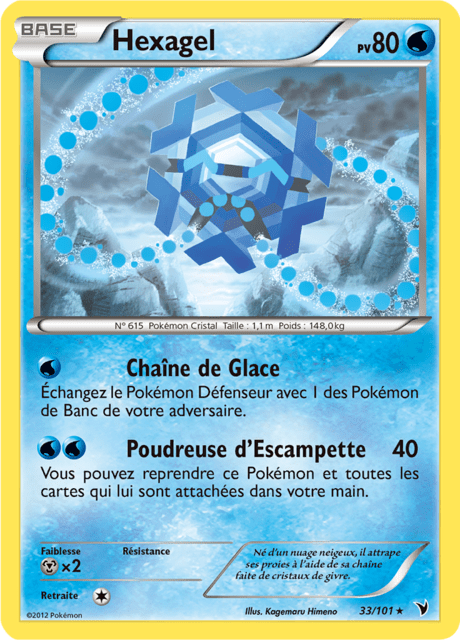 BASE
Hexagel
PV80
N° 615 Pokémon Cristal Taille : 1,1 m Poids : 148,0 kg
Chaîne de Glace
Échangez le Pokémon Défenseur avec 1 des Pokémon
de Banc de votre adversaire.
Poudreuse d'Escampette 40
Vous pouvez reprendre ce Pokémon et toutes les
cartes qui lui sont attachées dans votre main.
Faiblesse Résistance
×2
Né d'un nuage neigeux, il attrape
ses proies à l'aide de sa chaîne
faite de cristaux de givre.
Retraite
©2012 Pokémon
Illus. Kagemaru Himeno 33/101 ★